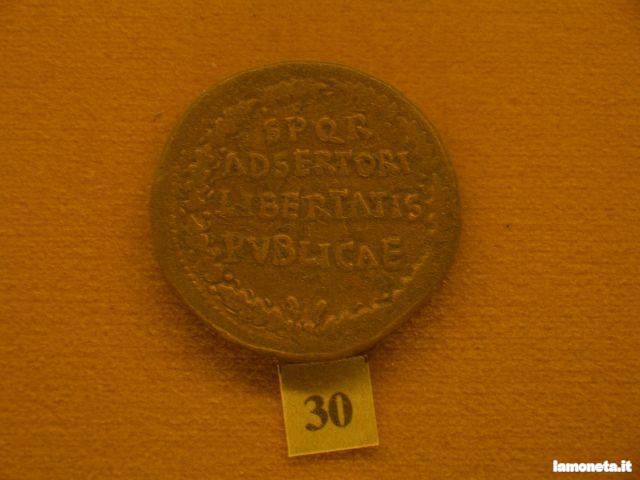 SPQR
ADSERTORI
LIBERTATIS
PVBLICAE
30
lamoneta.it